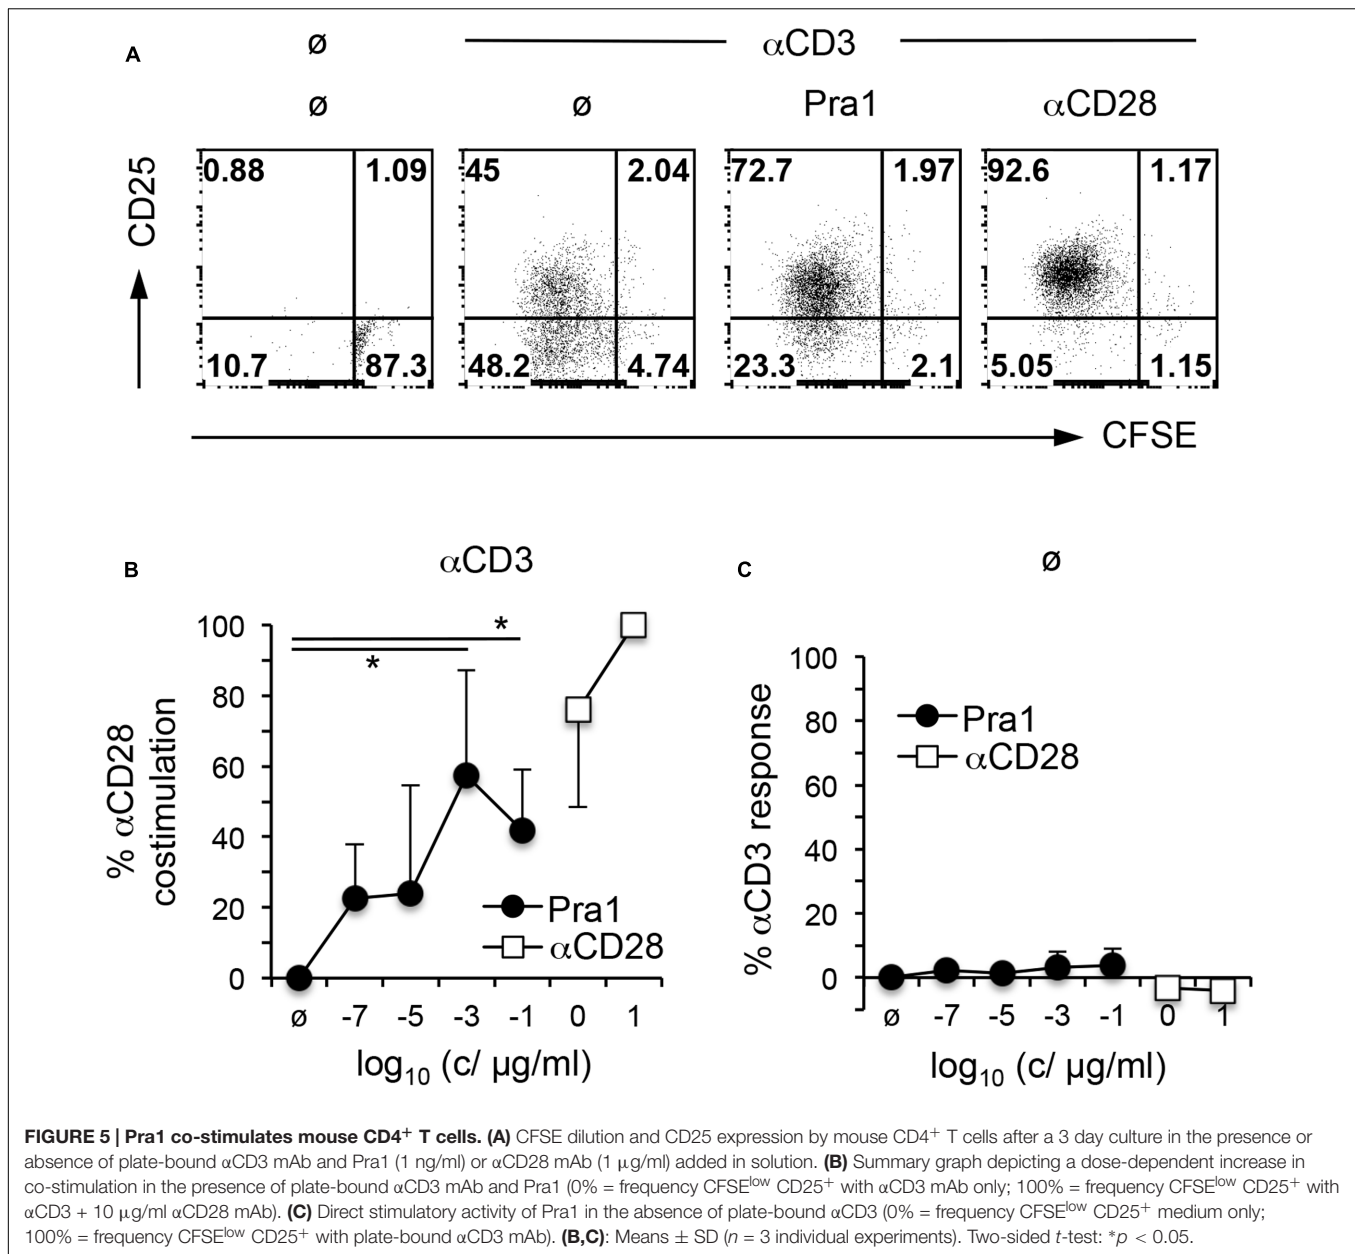 A
ø
αCD3
ø
ø
Pra1
αCD28
CD25
0.88
1.09
10.7
87.3
45
2.04
48.2
4.74
72.7
1.97
23.3
2.1
92.6
1.17
5.05
1.15
CFSE
B
αCD3
% αCD28
costimulation
100
80
60
40
20
0
*
*
Pra1
αCD28
ø -7 -5 -3 -1 0 1
log10 (c/ µg/ml)
C
ø
% αCD3 response
100
80
60
40
20
0
Pra1
αCD28
ø -7 -5 -3 -1 0 1
log10 (c/ µg/ml)
FIGURE 5 | Pra1 co-stimulates mouse CD4+ T cells. (A) CFSE dilution and CD25 expression by mouse CD4+ T cells after a 3 day culture in the presence or
absence of plate-bound αCD3 mAb and Pra1 (1 ng/ml) or αCD28 mAb (1 µg/ml) added in solution. (B) Summary graph depicting a dose-dependent increase in
co-stimulation in the presence of plate-bound αCD3 mAb and Pra1 (0% = frequency CFSElow CD25+ with αCD3 mAb only; 100% = frequency CFSElow CD25+ with
αCD3 + 10 µg/ml αCD28 mAb). (C) Direct stimulatory activity of Pra1 in the absence of plate-bound αCD3 (0% = frequency CFSElow CD25+ medium only;
100% = frequency CFSElow CD25+ with plate-bound αCD3 mAb). (B,C): Means ± SD (n = 3 individual experiments). Two-sided t-test: *p < 0.05.